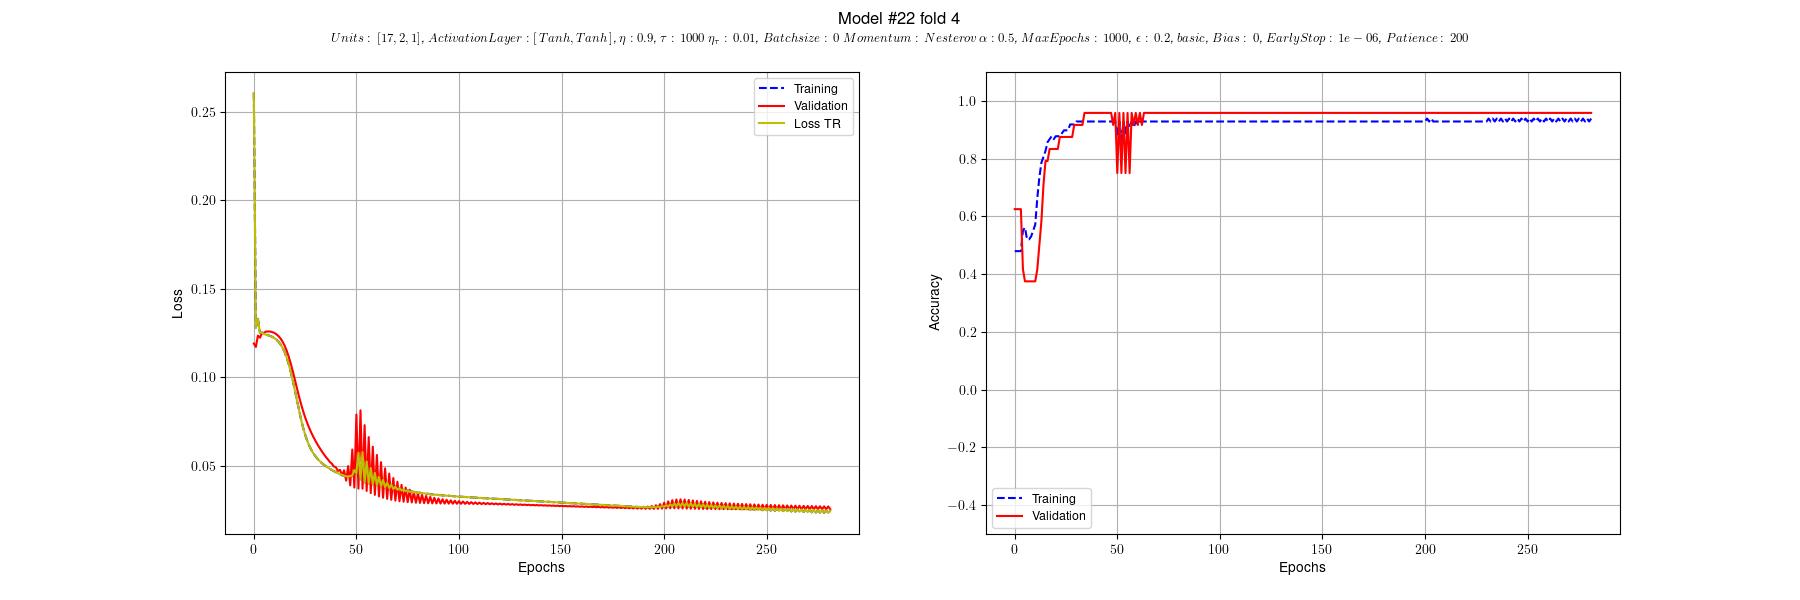 Model #22 fold 4
Units : [17, 2, 1], ActivationLayer : [Tanh, Tanh], η : 0.9, τ : 1000 ητ : 0.01, Batchsize : 0 Momentum : Nesterov α : 0.5, MaxEpochs : 1000, ϵ : 0.2, basic, Bias : 0, EarlyStop : 1e − 06, Patience : 200
Loss
0.25
0.20
0.15
0.10
0.05
0 50 100 150 200 250
Epochs
Training
Validation
Loss TR
Accuracy
1.0
0.8
0.6
0.4
0.2
0.0
−0.2
−0.4
0 50 100 150 200 250
Epochs
Training
Validation